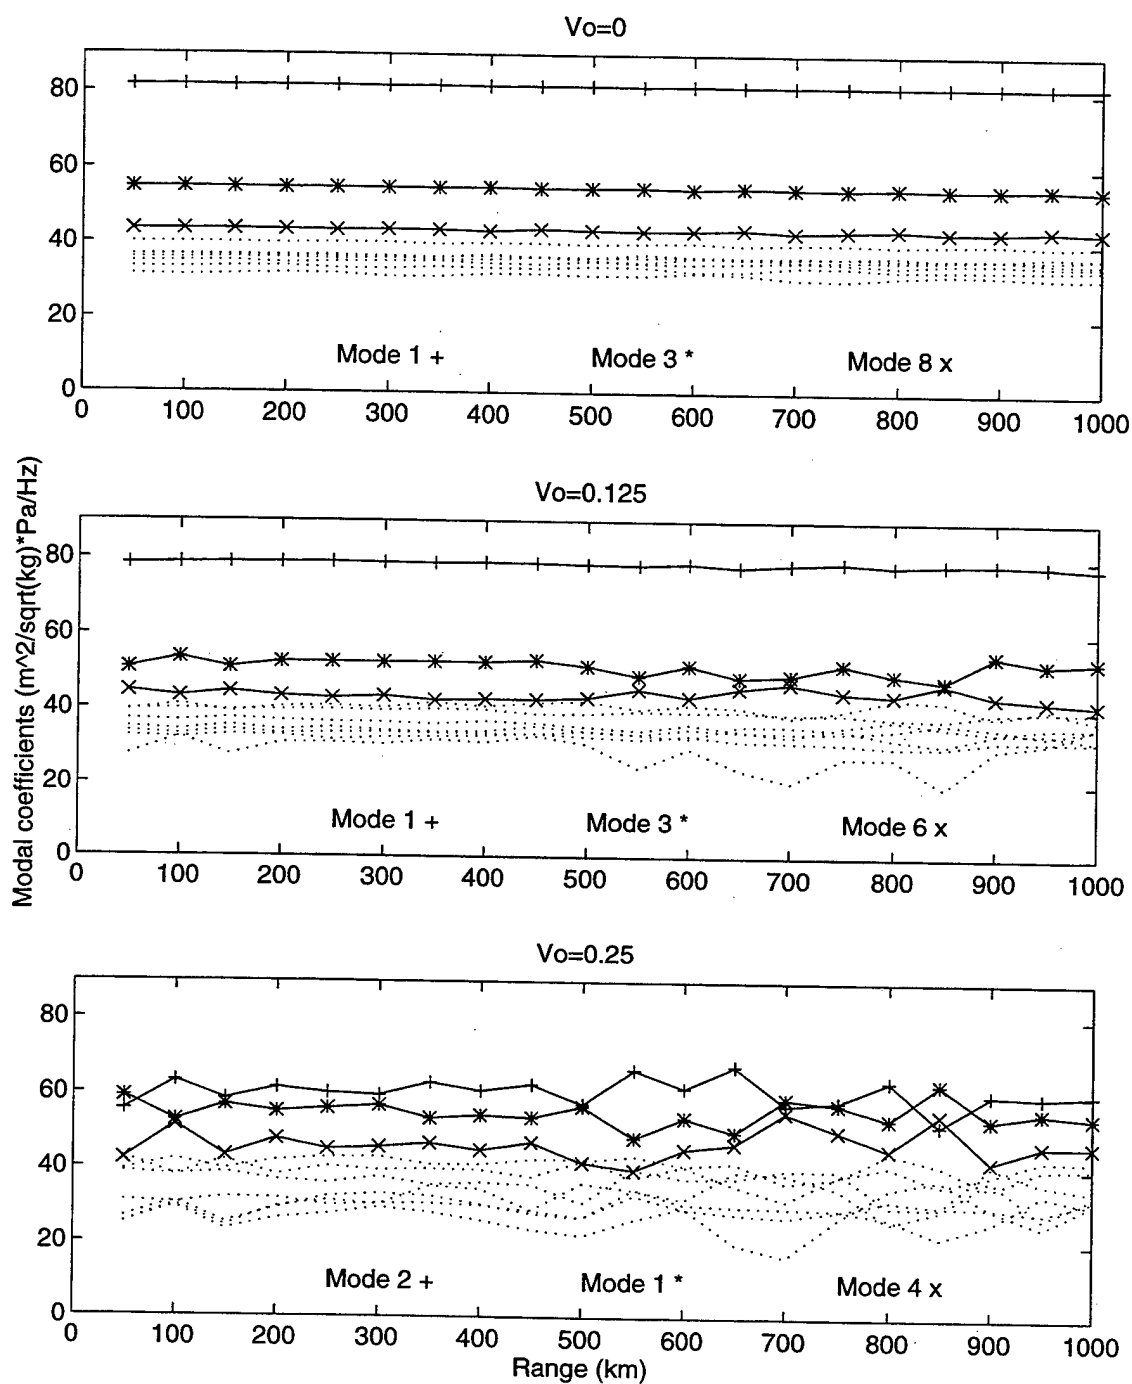 Vo=0
80
60
40
20
0
Mode 1 + Mode 3 * Mode 8 x
0 100 200 300 400 500 600 700 800 900 1000
Modal coefficients (m^2/sqrt(kg)*Pa/Hz)
Vo=0.125
80
60
40
20
0
Mode 1 + Mode 3 * Mode 6 x
0 100 200 300 400 500 600 700 800 900 1000
Vo=0.25
80
60
40
20
0
Mode 2 + Mode 1 * Mode 4 x
0 100 200 300 400 500 600 700 800 900 1000
Range (km)